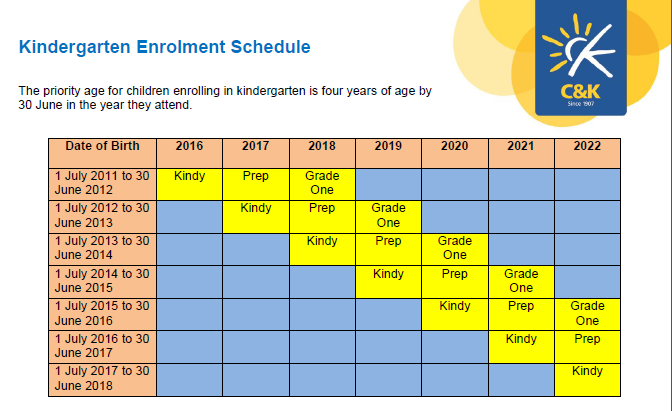 Kindergarten Enrolment Schedule
C&K
Since 1907
The priority age for children enrolling in kindergarten is four years of age by
30 June in the year they attend.
Date of Birth 2016 2017 2018 2019 2020 2021 2022
1 July 2011 to 30 Kindy Prep Grade
June 2012 One
1 July 2012 to 30 Kindy Prep Grade
June 2013 One
1 July 2013 to 30 Kindy Prep Grade
June 2014 One
1 July 2014 to 30 Kindy Prep Grade
June 2015 One
1 July 2015 to 30 Kindy Prep Grade
June 2016 One
1 July 2016 to 30 Kindy Prep
June 2017
1 July 2017 to 30 Kindy
June 2018